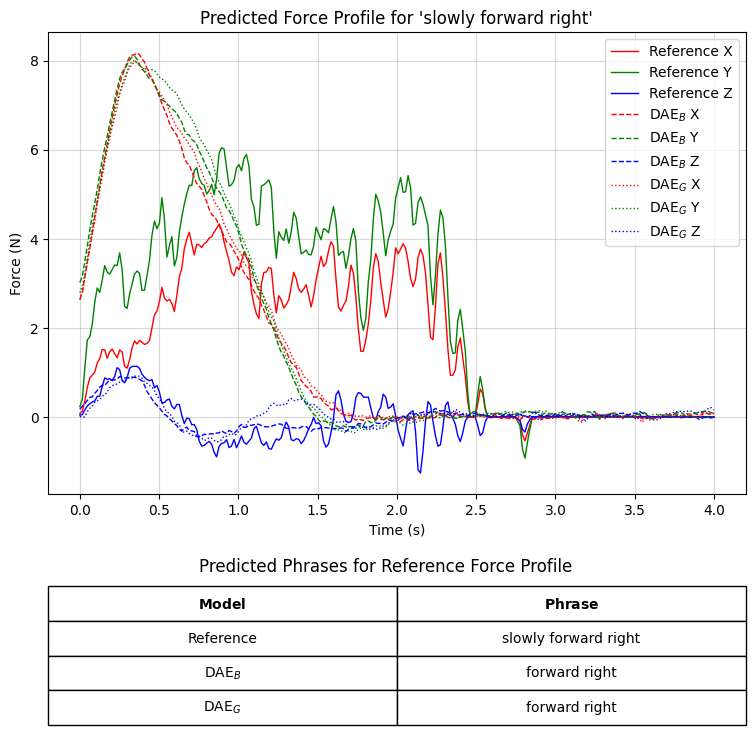 Predicted Force Profile for 'slowly forward right'
Force (N)
8
6
4
2
0
Reference X
Reference Y
Reference Z
DAE_B X
DAE_B Y
DAE_B Z
DAE_G X
DAE_G Y
DAE_G Z
0.0 0.5 1.0 1.5 2.0 2.5 3.0 3.5 4.0
Time (s)
Predicted Phrases for Reference Force Profile
Model Phrase
Reference slowly forward right
DAE_B forward right
DAE_G forward right